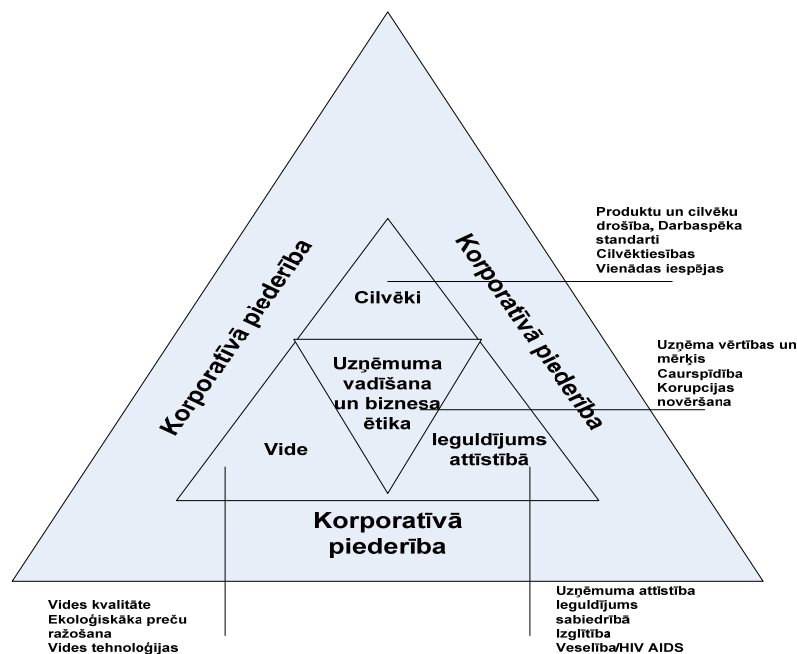 Produktu un cilvēku
drošība, Darbaspēka
standarti
Cilvēktiesības
Vienādas iespējas
Korporatīvā piederība
Korporatīvā piederība
Cilvēki
Uzņēma vērtības un
mērķis
Caurspīdība
Korupcijas
novēršana
Uzņēmuma
vadīšana
un biznesa
ētika
Vide
Ieguldījums
attīstībā
Korporatīvā
piederība
Vides kvalitāte
Ekoloģiskāka preču
ražošana
Vides tehnoloģijas
Uzņēmuma attīstība
Ieguldījums
sabiedrībā
Izglītība
Veselība/HIV AIDS